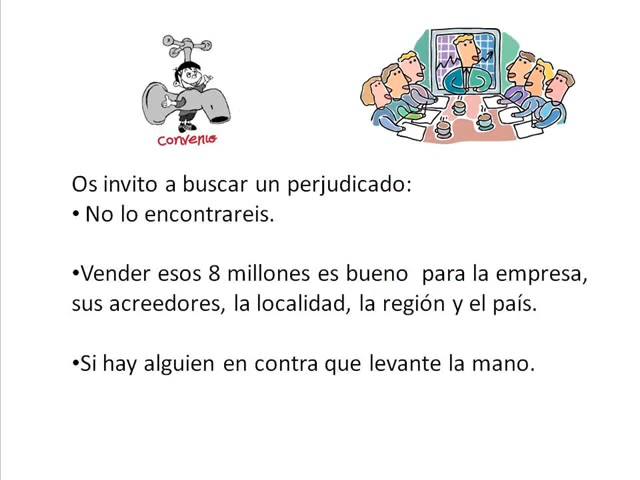 convenio
Os invito a buscar un perjudicado:
• No lo encontrareis.
•Vender esos 8 millones es bueno para la empresa,
sus acreedores, la localidad, la región y el país.
•Si hay alguien en contra que levante la mano.